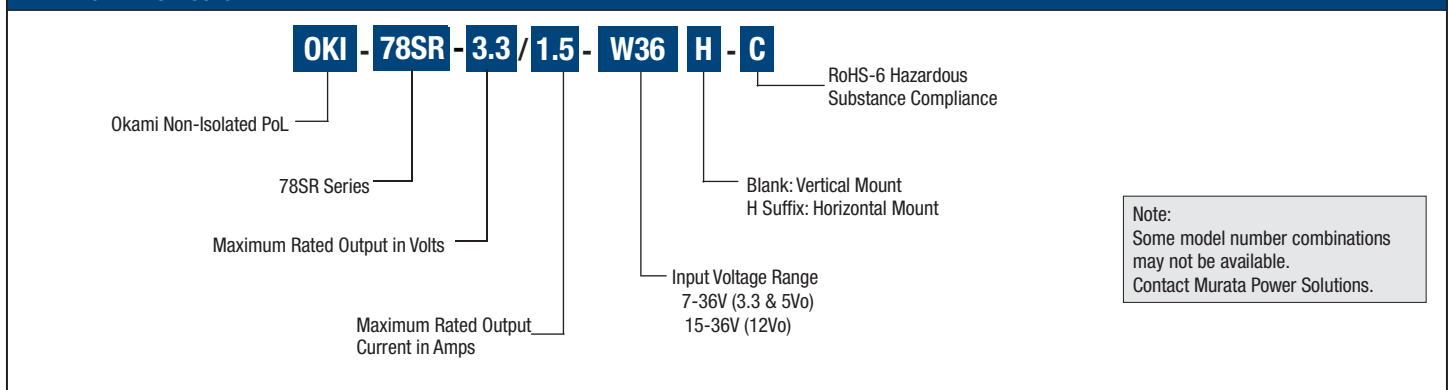 OKI - 78SR - 3.3 / 1.5 - W36 H - C
RoHS-6 Hazardous
Substance Compliance
Okami Non-Isolated PoL
78SR Series
Blank: Vertical Mount
H Suffix: Horizontal Mount
Maximum Rated Output in Volts
Input Voltage Range
7-36V (3.3 & 5Vo)
15-36V (12Vo)
Maximum Rated Output
Current in Amps
Note:
Some model number combinations
may not be available.
Contact Murata Power Solutions.